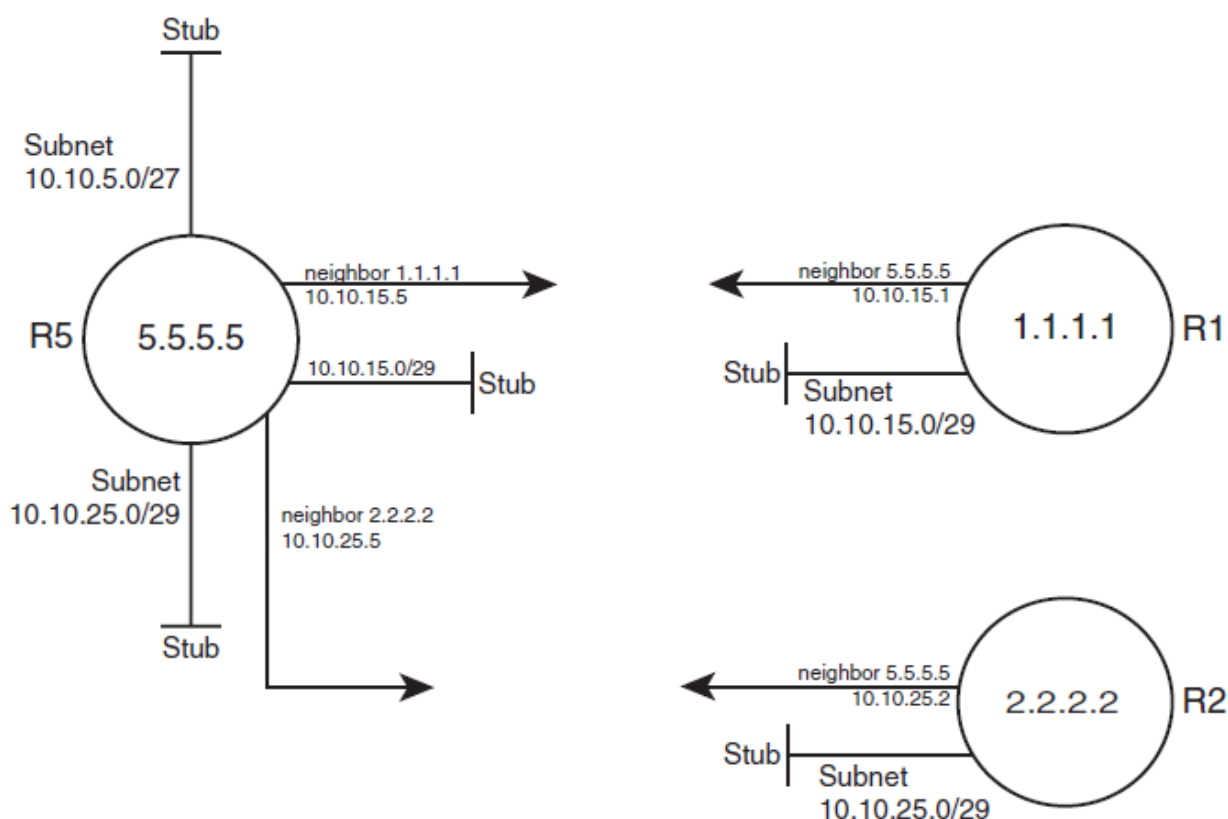 Stub
Subnet
10.10.5.0/27
neighbor 1.1.1.1
10.10.15.5
R5
5.5.5.5
10.10.15.0/29
Stub
Subnet
10.10.25.0/29
neighbor 2.2.2.2
10.10.25.5
Stub
neighbor 5.5.5.5
10.10.15.1
1.1.1.1
R1
Stub
Subnet
10.10.15.0/29
neighbor 5.5.5.5
10.10.25.2
2.2.2.2
R2
Stub
Subnet
10.10.25.0/29